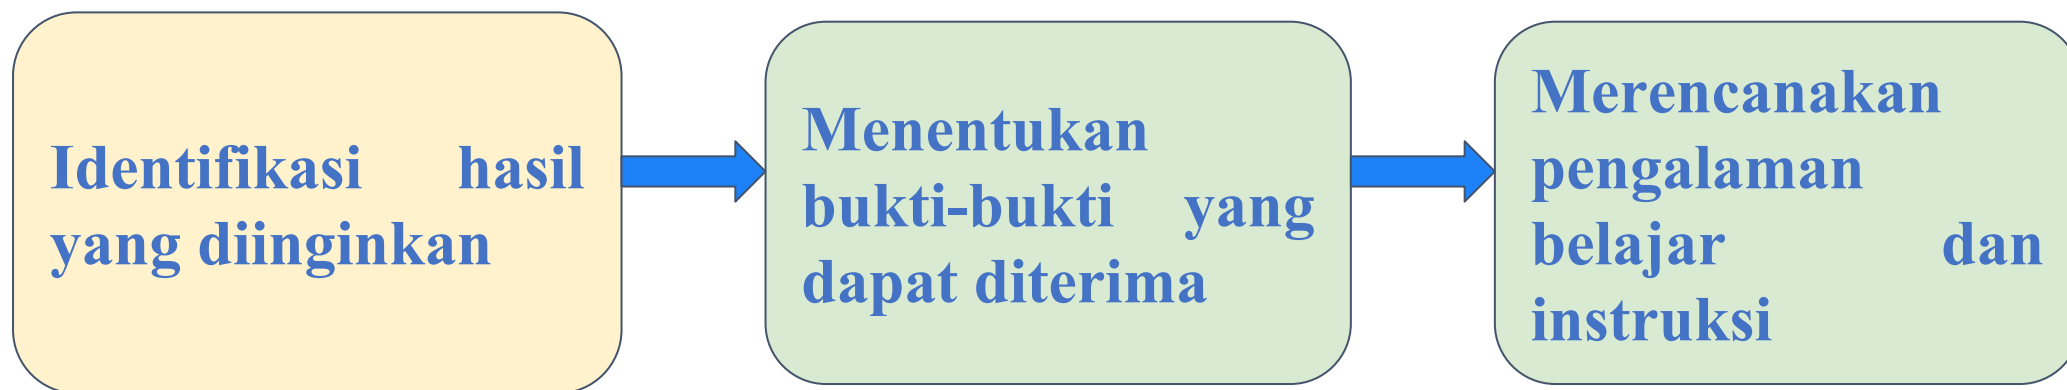 Identifikasi hasil
yang diinginkan
Menentukan
bukti-bukti yang
dapat diterima
Merencanakan
pengalaman
belajar dan
instruksi